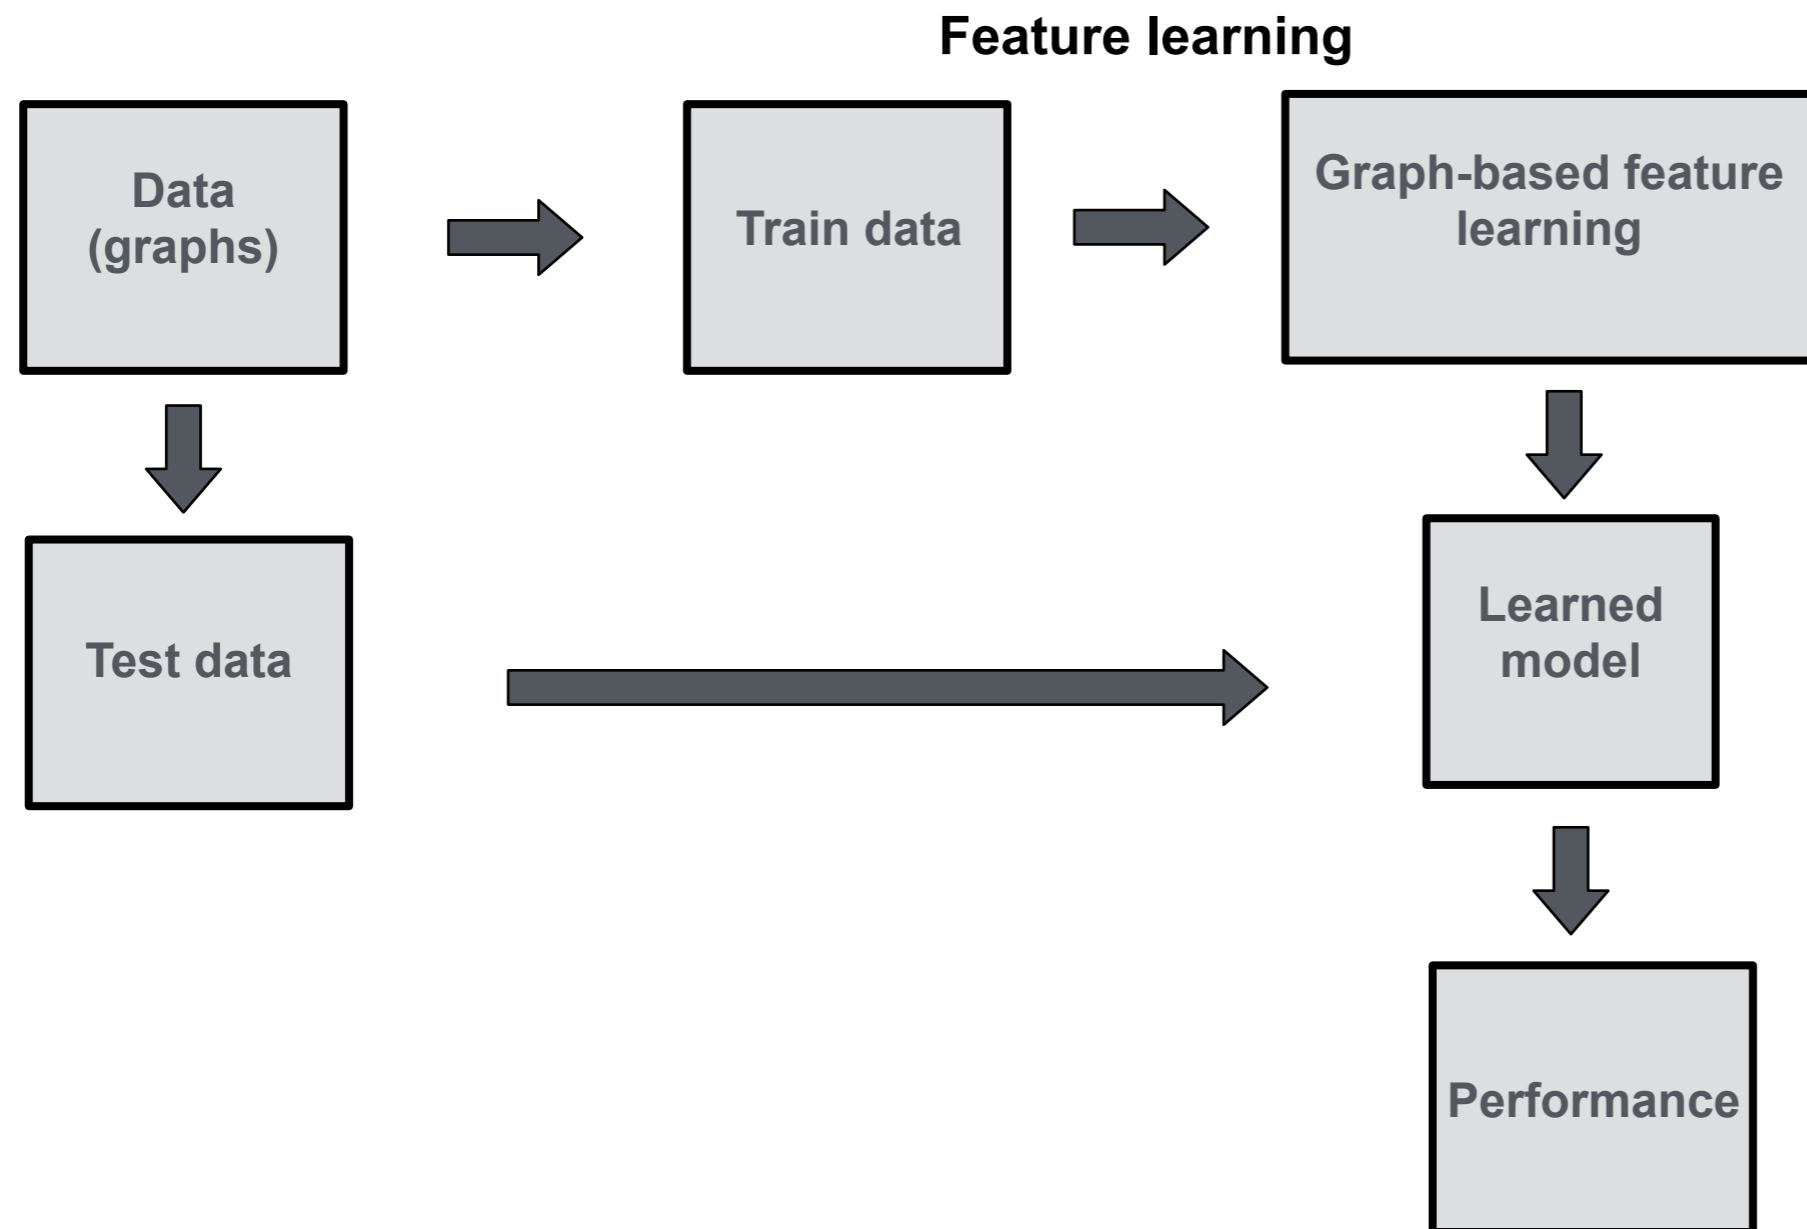 Feature learning
Data
(graphs)
Train data
Graph-based feature
learning
Test data
Learned
model
Performance